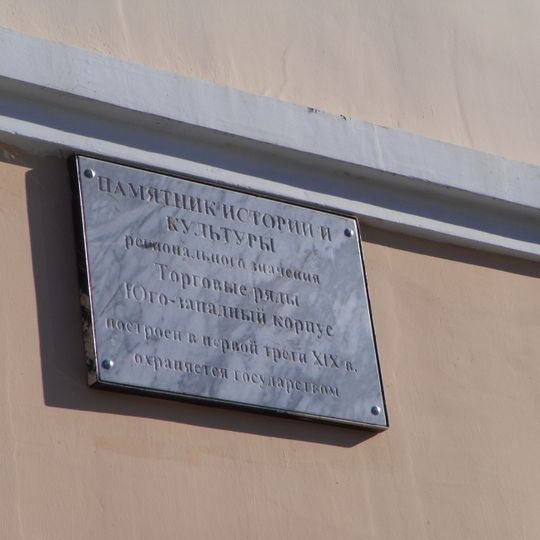 ПАМЯТНИК ИСТОРИИ И
КУЛЬТУРЫ
регионального значения
Торговые ряды
Юго-западный корпус
построен в первой трети XIX в.
охраняется государством